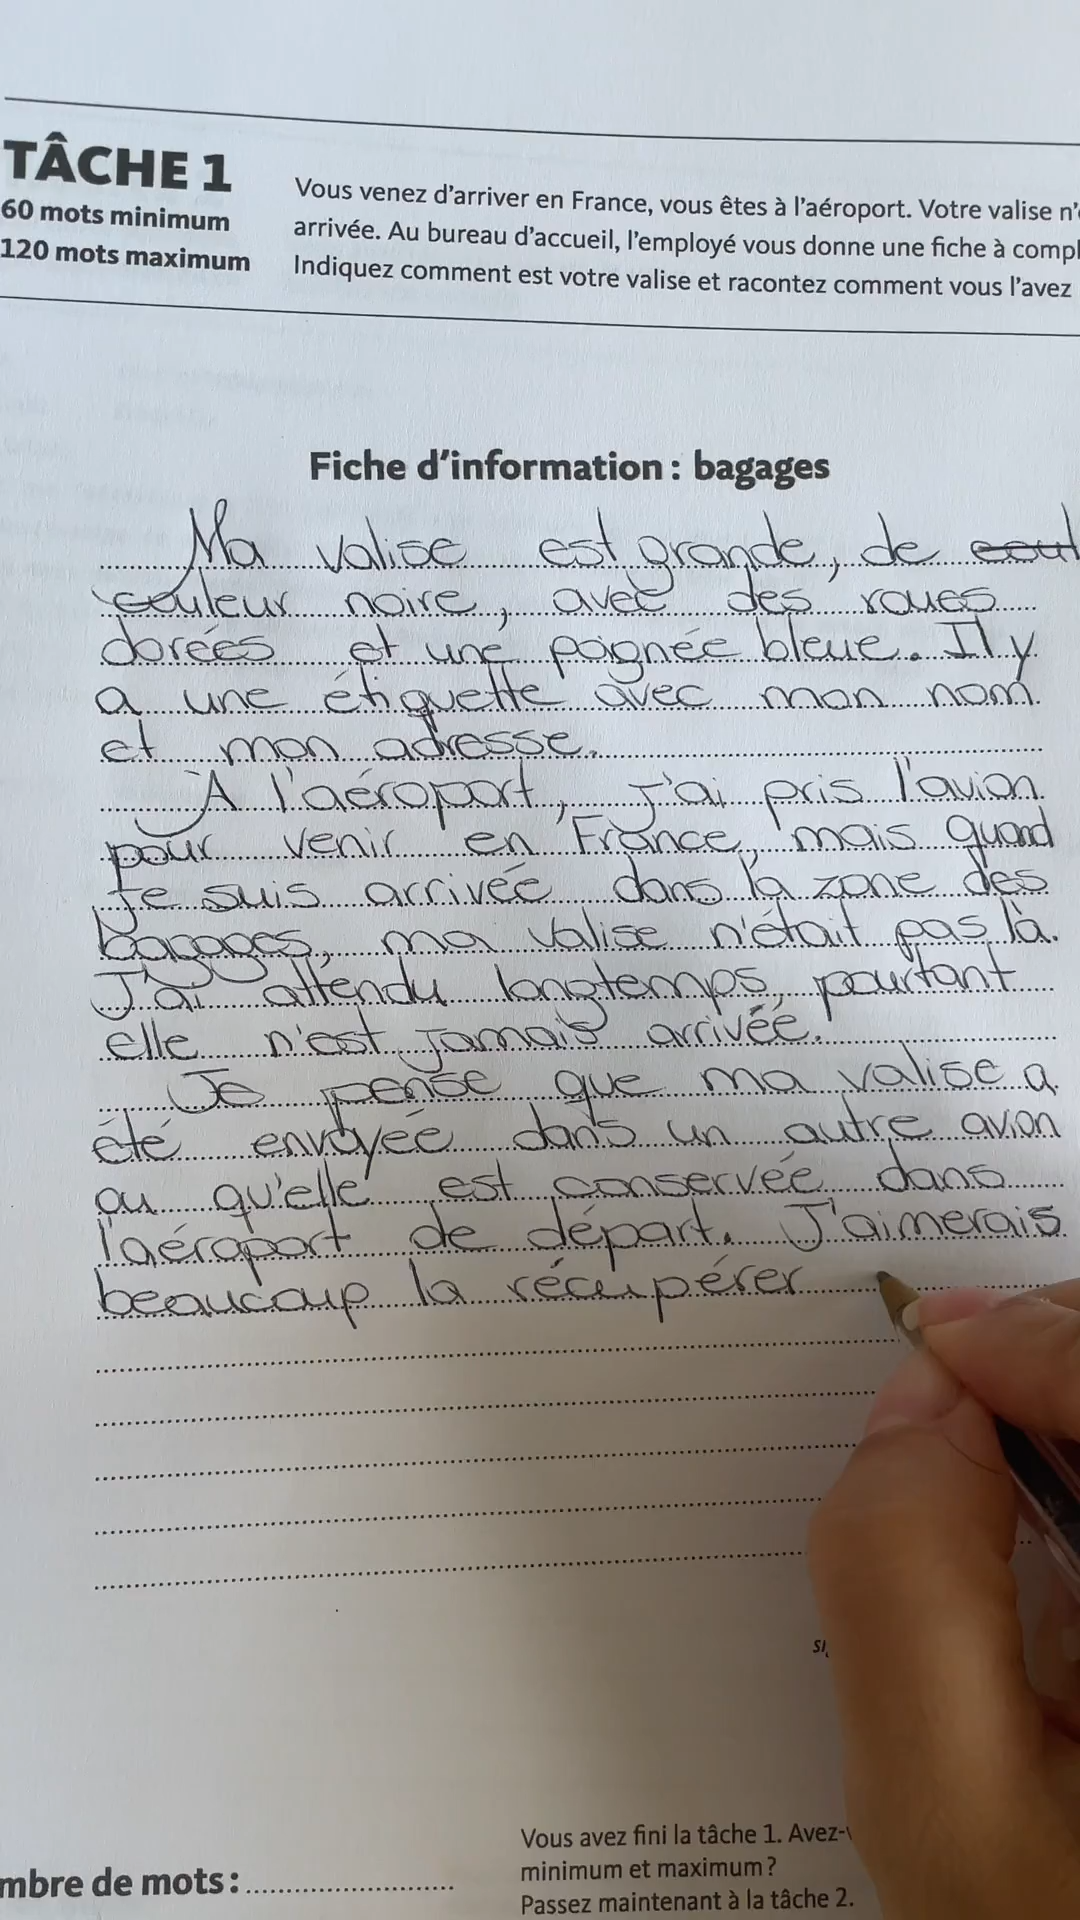 TÂCHE 1
60 mots minimum
120 mots maximum
Vous venez d'arriver en France, vous êtes à l'aéroport. Votre valise n'
arrivée. Au bureau d'accueil, l'employé vous donne une fiche à compl
Indiquez comment est votre valise et racontez comment vous l'avez
Fiche d'information : bagages
Ma valise est grande, de coul
couleur noire, avec des roues
dorées et une poignée bleue. Il y
a une étiquette avec mon nom
et mon adresse.
À l'aéroport, j'ai pris l'avion
pour venir en France, mais quand
je suis arrivée dans la zone des
bagages, ma valise n'était pas là.
J'ai attendu longtemps, pourtant
elle n'est jamais arrivée.
Je pense que ma valise a
été envoyée dans un autre avion
ou qu'elle est conservée dans
l'aéroport de départ. J'aimerais
beaucoup la récupérer
mbre de mots :
Vous avez fini la tâche 1. Avez-
minimum et maximum ?
Passez maintenant à la tâche 2.